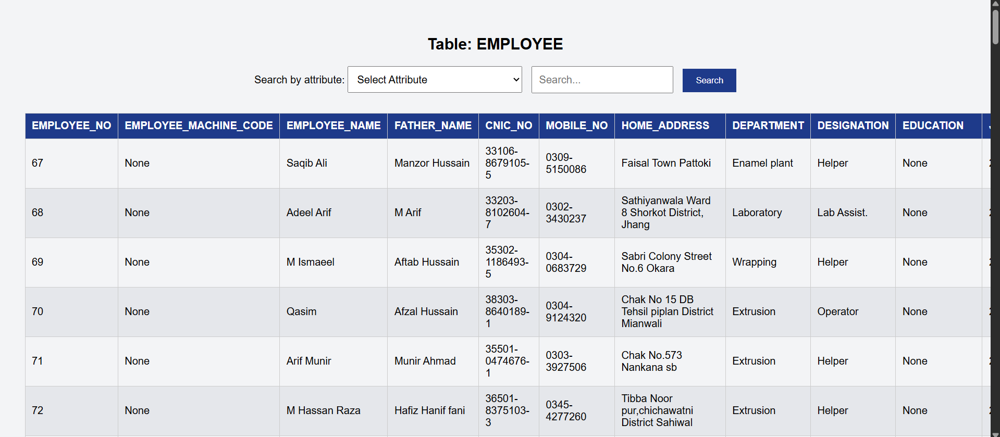 Table: EMPLOYEE
Search by attribute: Select Attribute Search... Search
EMPLOYEE_NO EMPLOYEE_MACHINE_CODE EMPLOYEE_NAME FATHER_NAME CNIC_NO MOBILE_NO HOME_ADDRESS DEPARTMENT DESIGNATION EDUCATION
67 None Saqib Ali Manzor Hussain 33106-
8679105-
5 0309-
5150086 Faisal Town Pattoki Enamel plant Helper None
68 None Adeel Arif M Arif 33203-
8102604-
7 0302-
3430237 Sathiyanwala Ward
8 Shorkot District,
Jhang Laboratory Lab Assist. None
69 None M Ismaeel Aftab Hussain 35302-
1186493-
5 0304-
0683729 Sabri Colony Street
No.6 Okara Wrapping Helper None
70 None Qasim Afzal Hussain 38303-
8640189-
1 0304-
9124320 Chak No 15 DB
Tehsil piplan District
Mianwali Extrusion Operator None
71 None Arif Munir Munir Ahmad 35501-
0474676-
1 0303-
3927506 Chak No.573
Nankana sb Extrusion Helper None
72 None M Hassan Raza Hafiz Hanif fani 36501-
8375103-
3 0345-
4277260 Tibba Noor
pur,chichawatni
District Sahiwal Extrusion Helper None